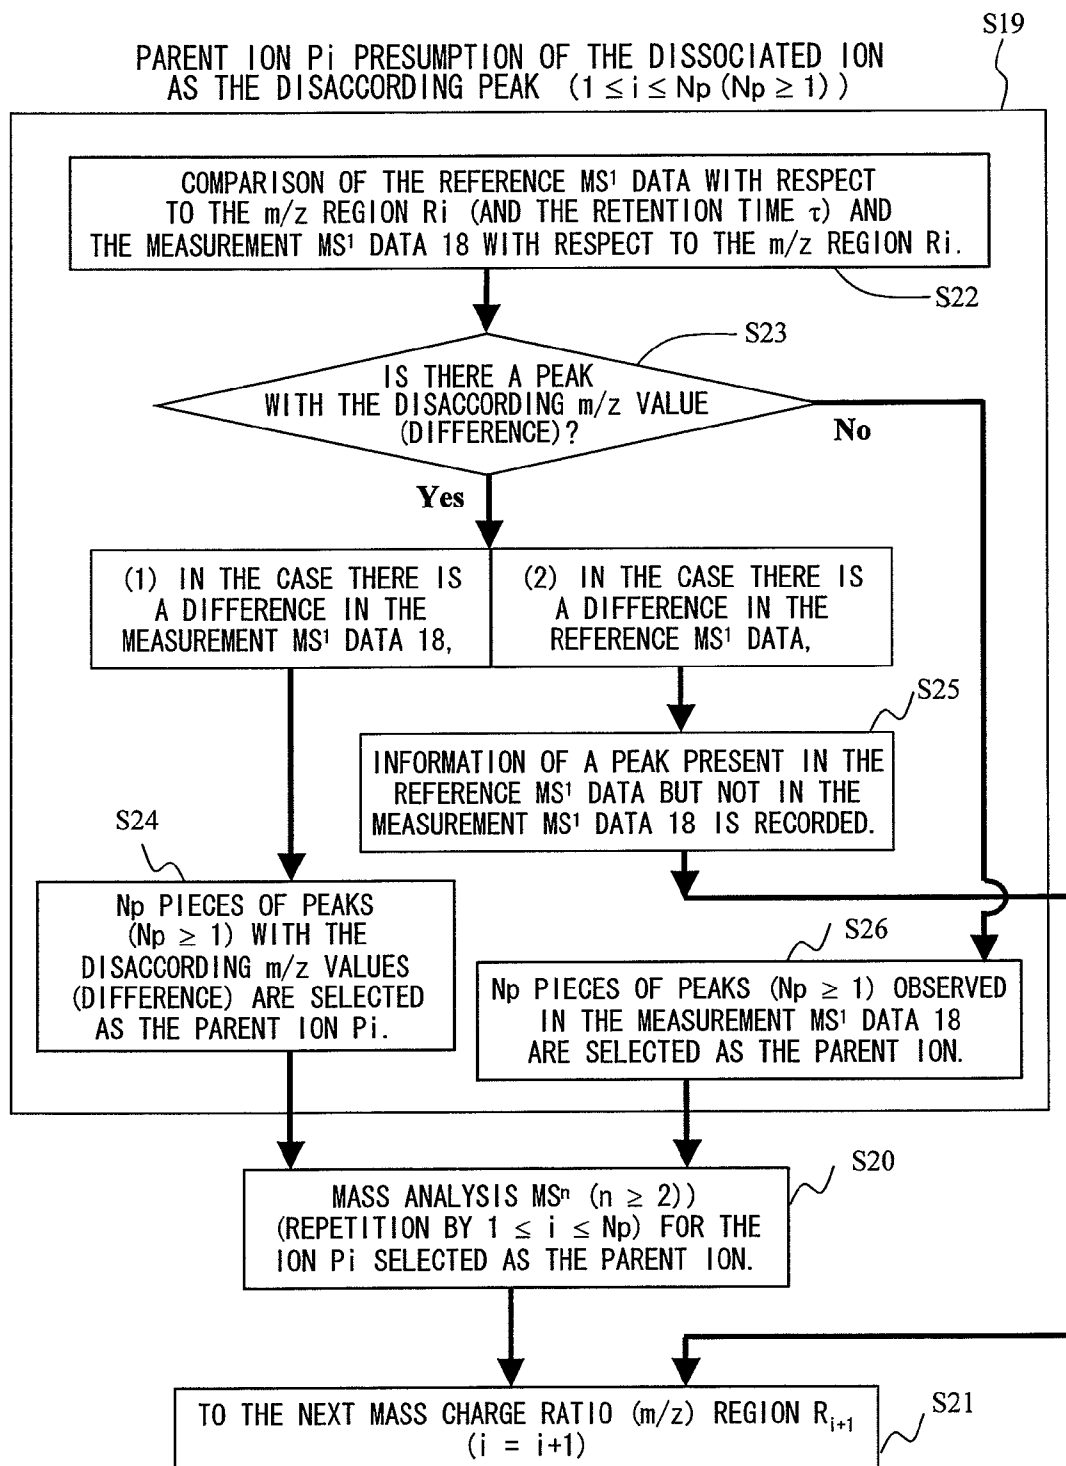 S19
PARENT ION Pi PRESUMPTION OF THE DISSOCIATED ION
AS THE DISACCORDING PEAK (1 ≤ i ≤ Np (Np ≥ 1))
COMPARISON OF THE REFERENCE MS¹ DATA WITH RESPECT
TO THE m/z REGION Ri (AND THE RETENTION TIME τ) AND
THE MEASUREMENT MS¹ DATA 18 WITH RESPECT TO THE m/z REGION Ri.
S22
S23
IS THERE A PEAK
WITH THE DISACCORDING m/z VALUE
(DIFFERENCE)?
No
Yes
(1) IN THE CASE THERE IS
A DIFFERENCE IN THE
MEASUREMENT MS¹ DATA 18,
(2) IN THE CASE THERE IS
A DIFFERENCE IN THE
REFERENCE MS¹ DATA,
S25
INFORMATION OF A PEAK PRESENT IN THE
REFERENCE MS¹ DATA BUT NOT IN THE
MEASUREMENT MS¹ DATA 18 IS RECORDED.
S24
Np PIECES OF PEAKS
(Np ≥ 1) WITH THE
DISACCORDING m/z VALUES
(DIFFERENCE) ARE SELECTED
AS THE PARENT ION Pi.
S26
Np PIECES OF PEAKS (Np ≥ 1) OBSERVED
IN THE MEASUREMENT MS¹ DATA 18
ARE SELECTED AS THE PARENT ION.
S20
MASS ANALYSIS MSⁿ (n ≥ 2))
(REPETITION BY 1 ≤ i ≤ Np) FOR THE
ION Pi SELECTED AS THE PARENT ION.
S21
TO THE NEXT MASS CHARGE RATIO (m/z) REGION Rᵢ₊₁
(i = i+1)